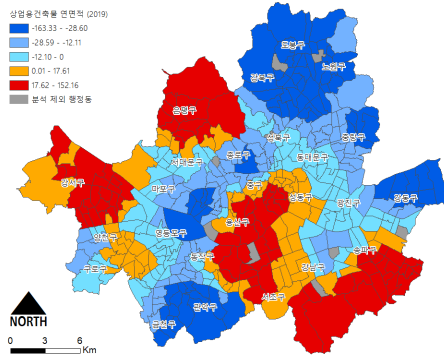 상업용건축물 연면적 (2019)
-163.33 - -28.60
-28.59 - -12.11
-12.10 - 0
0.01 - 17.61
17.62 - 152.16
분석 제외 행정동
도봉구
노원구
강북구
은평구
성북구
중랑구
종로구
서대문구
동대문구
강서구
마포구
중구
성동구
광진구
강동구
용산구
양천구
영등포구
동작구
송파구
구로구
강남구
서초구
관악구
금천구
NORTH
0 3 6
Km